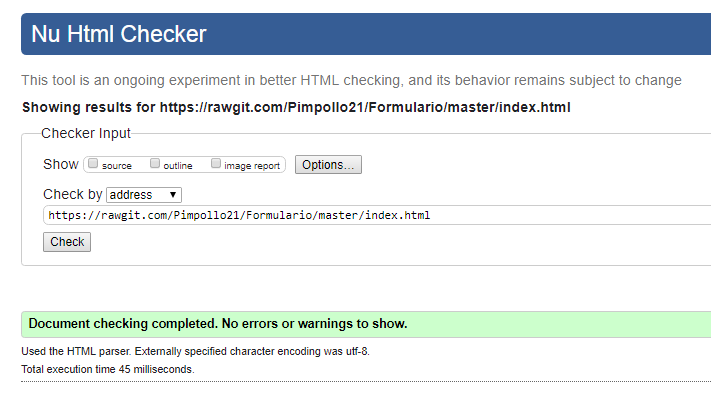 Nu Html Checker
This tool is an ongoing experiment in better HTML checking, and its behavior remains subject to change
Showing results for https://rawgit.com/Pimpollo21/Formulario/master/index.html
Checker Input
Show source outline image report Options...
Check by address
https://rawgit.com/Pimpollo21/Formulario/master/index.html
Check
Document checking completed. No errors or warnings to show.
Used the HTML parser. Externally specified character encoding was utf-8.
Total execution time 45 milliseconds.